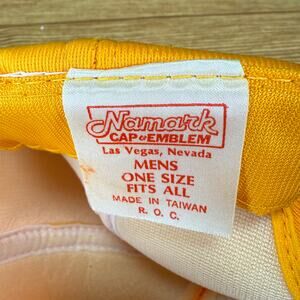 Namark
CAP & EMBLEM
Las Vegas, Nevada
MENS
ONE SIZE
FITS ALL
MADE IN TAIWAN
R. O. C.